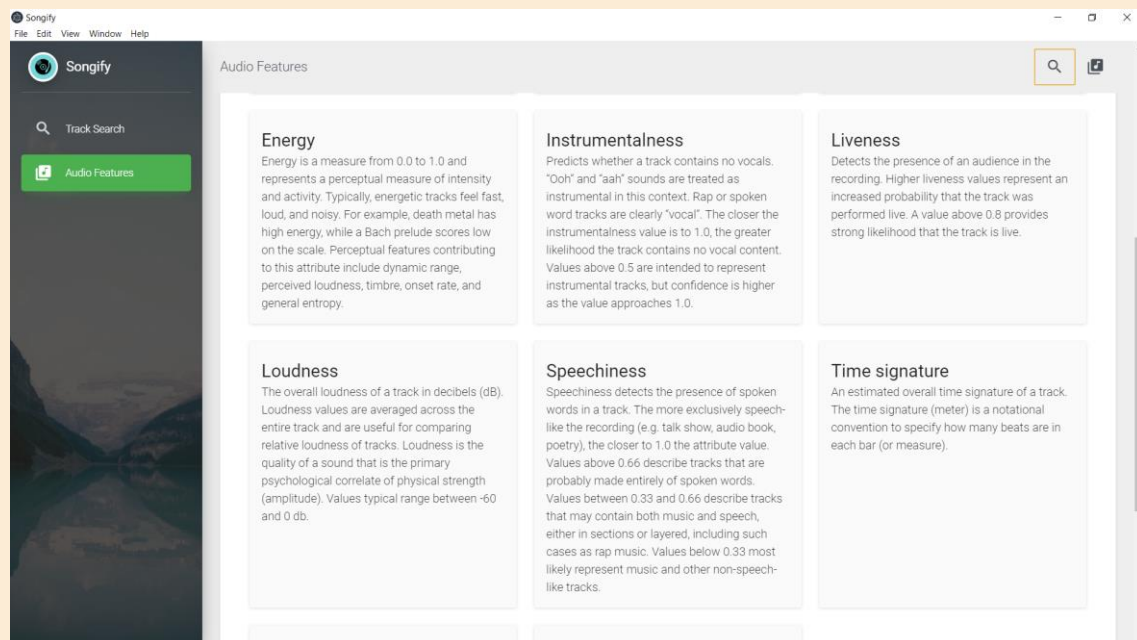 Songify
File Edit View Window Help
Songify
Track Search
Audio Features
Audio Features
Energy
Energy is a measure from 0.0 to 1.0 and
represents a perceptual measure of intensity
and activity. Typically, energetic tracks feel fast,
loud, and noisy. For example, death metal has
high energy, while a Bach prelude scores low
on the scale. Perceptual features contributing
to this attribute include dynamic range,
perceived loudness, timbre, onset rate, and
general entropy.
Instrumentalness
Predicts whether a track contains no vocals.
"Ooh" and "aah" sounds are treated as
instrumental in this context. Rap or spoken
word tracks are clearly "vocal". The closer the
instrumentalness value is to 1.0, the greater
likelihood the track contains no vocal content.
Values above 0.5 are intended to represent
instrumental tracks, but confidence is higher
as the value approaches 1.0.
Liveness
Detects the presence of an audience in the
recording. Higher liveness values represent an
increased probability that the track was
performed live. A value above 0.8 provides
strong likelihood that the track is live.
Loudness
The overall loudness of a track in decibels (dB).
Loudness values are averaged across the
entire track and are useful for comparing
relative loudness of tracks. Loudness is the
quality of a sound that is the primary
psychological correlate of physical strength
(amplitude). Values typical range between -60
and 0 db.
Speechiness
Speechiness detects the presence of spoken
words in a track. The more exclusively speech-
like the recording (e.g. talk show, audio book,
poetry), the closer to 1.0 the attribute value.
Values above 0.66 describe tracks that are
probably made entirely of spoken words.
Values between 0.33 and 0.66 describe tracks
that may contain both music and speech,
either in sections or layered, including such
cases as rap music. Values below 0.33 most
likely represent music and other non-speech-
like tracks.
Time signature
An estimated overall time signature of a track.
The time signature (meter) is a notational
convention to specify how many beats are in
each bar (or measure).